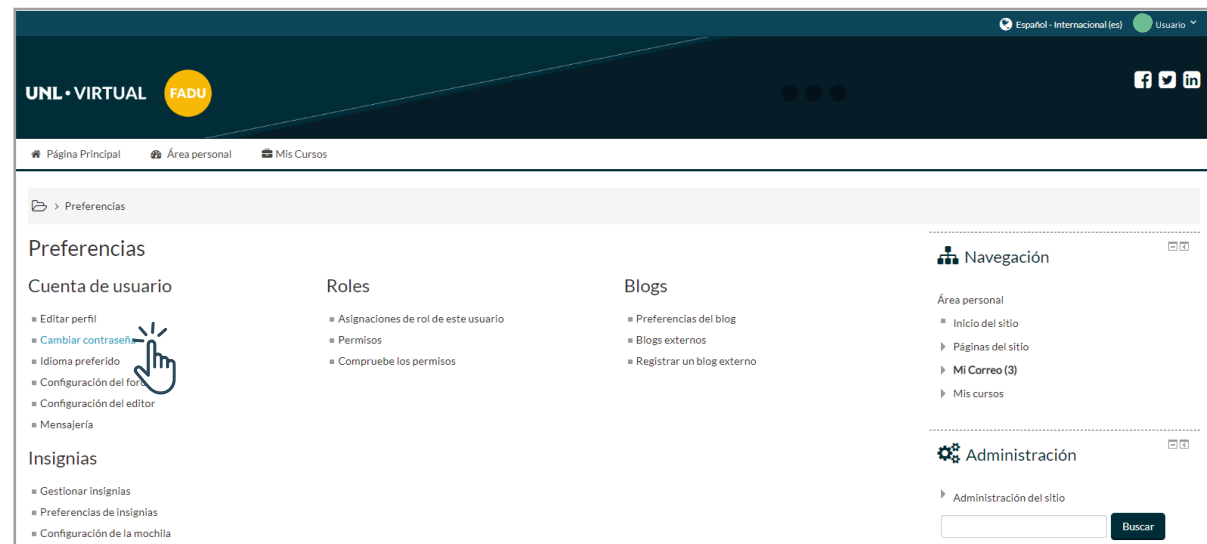 Español - Internacional (es) Usuario
UNL • VIRTUAL FADU
Página Principal Área personal Mis Cursos
> Preferencias
Preferencias
Cuenta de usuario
Editar perfil
Cambiar contraseña
Idioma preferido
Configuración del foro
Configuración del editor
Mensajería
Insignias
Gestionar insignias
Preferencias de insignias
Configuración de la mochila
Roles
Asignaciones de rol de este usuario
Permisos
Compruebe los permisos
Blogs
Preferencias del blog
Blogs externos
Registrar un blog externo
Navegación
Área personal
Inicio del sitio
Páginas del sitio
Mi Correo (3)
Mis cursos
Administración
Administración del sitio
Buscar